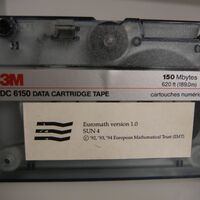 3M
150 Mbytes
620 ft (189.0m)
DC 6150 DATA CARTRIDGE TAPE
cartouches numériq
Euromath version 1.0
SUN 4
© '92, '93, '94 European Mathematical Trust (EMT)